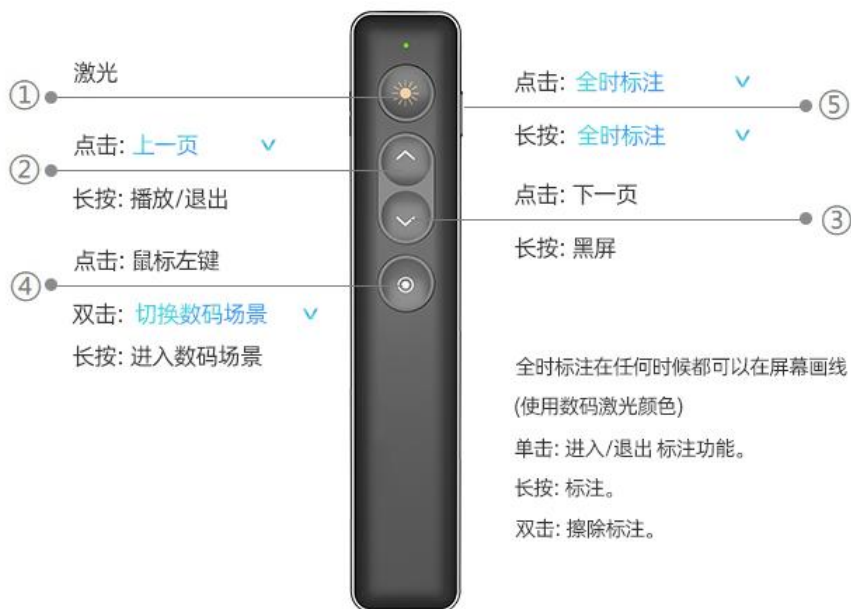 ① 激光
② 点击: 上一页
长按: 播放/退出
④ 点击: 鼠标左键
双击: 切换数码场景
长按: 进入数码场景
⑤ 点击: 全时标注
长按: 全时标注
③ 点击: 下一页
长按: 黑屏
全时标注在任何时候都可以在屏幕画线
(使用数码激光颜色)
单击: 进入/退出 标注功能。
长按: 标注。
双击: 擦除标注。